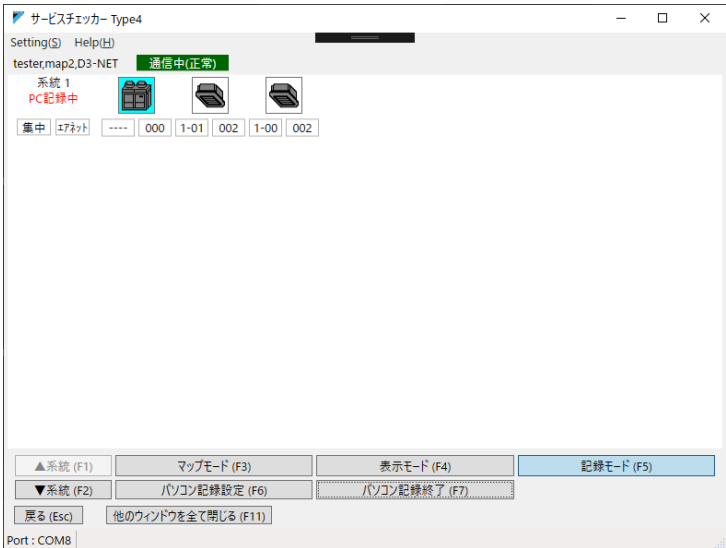 サービスチェッカー Type4
Setting(S) Help(H)
tester,map2,D3-NET 通信中(正常)
系統 1
PC記録中
集中 ｴｱﾈｯﾄ ---- 000 1-01 002 1-00 002
▲系統 (F1) マップモード (F3) 表示モード (F4) 記録モード (F5)
▼系統 (F2) パソコン記録設定 (F6) パソコン記録終了 (F7)
戻る (Esc) 他のウィンドウを全て閉じる (F11)
Port : COM8